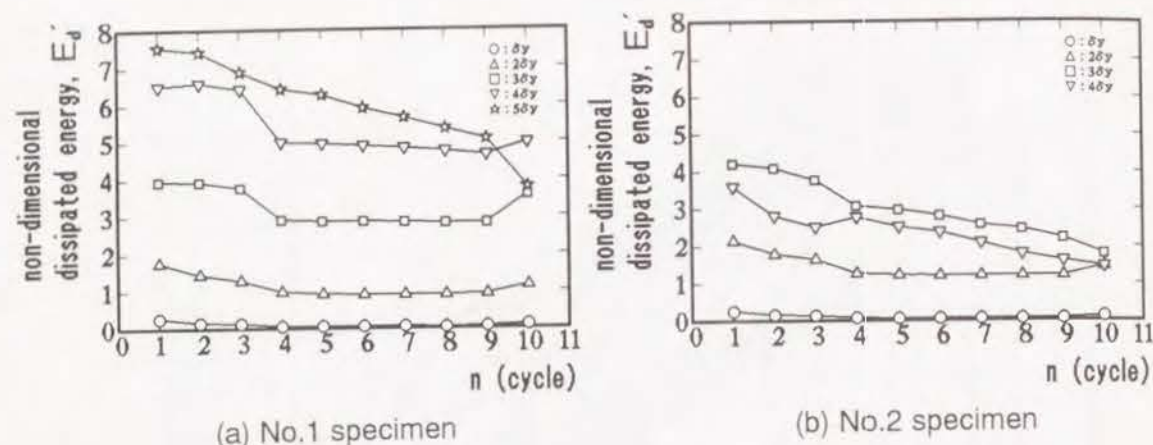 non-dimensional
dissipated energy, Ed'
8
7
6
5
4
3
2
1
0
0 1 2 3 4 5 6 7 8 9 10 11
n (cycle)
○ : δy
△ : 2δy
□ : 3δy
▽ : 4δy
☆ : 5δy
(a) No.1 specimen
non-dimensional
dissipated energy, Ed'
8
7
6
5
4
3
2
1
0
0 1 2 3 4 5 6 7 8 9 10 11
n (cycle)
○ : δy
△ : 2δy
□ : 3δy
▽ : 4δy
(b) No.2 specimen